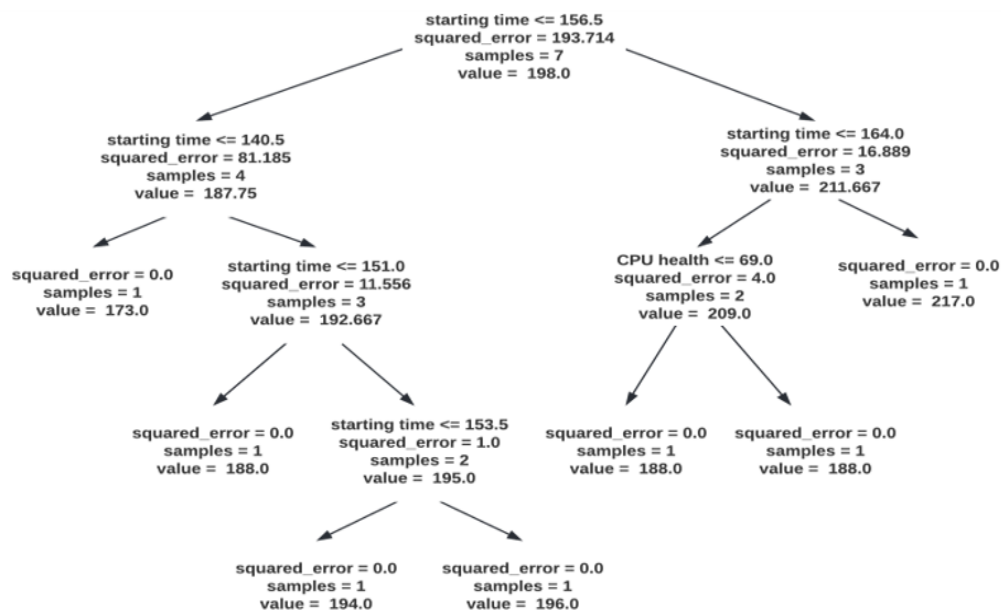 starting time <= 156.5
squared_error = 193.714
samples = 7
value =  198.0
starting time <= 140.5
squared_error = 81.185
samples = 4
value =  187.75
starting time <= 164.0
squared_error = 16.889
samples = 3
value =  211.667
squared_error = 0.0
samples = 1
value =  173.0
starting time <= 151.0
squared_error = 11.556
samples = 3
value =  192.667
CPU health <= 69.0
squared_error = 4.0
samples = 2
value =  209.0
squared_error = 0.0
samples = 1
value =  217.0
squared_error = 0.0
samples = 1
value =  188.0
starting time <= 153.5
squared_error = 1.0
samples = 2
value =  195.0
squared_error = 0.0
samples = 1
value =  188.0
squared_error = 0.0
samples = 1
value =  188.0
squared_error = 0.0
samples = 1
value =  194.0
squared_error = 0.0
samples = 1
value =  196.0